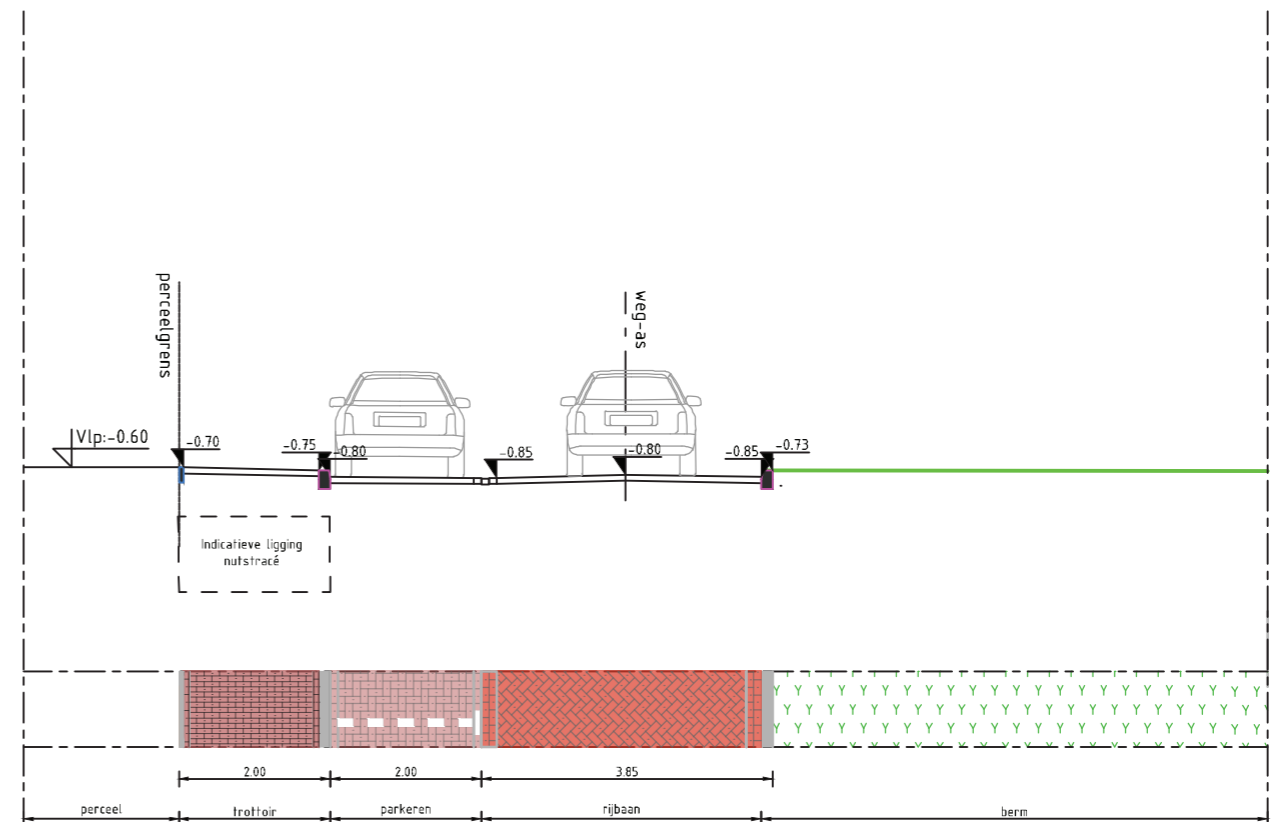 perceelgrens
weg-as
Vlp:-0.60
-0.70
-0.75
-0.80
-0.85
-0.80
-0.85
-0.73
Indicatieve ligging
nutstracé
2.00
2.00
3.85
perceel
trottoir
parkeren
rijbaan
berm